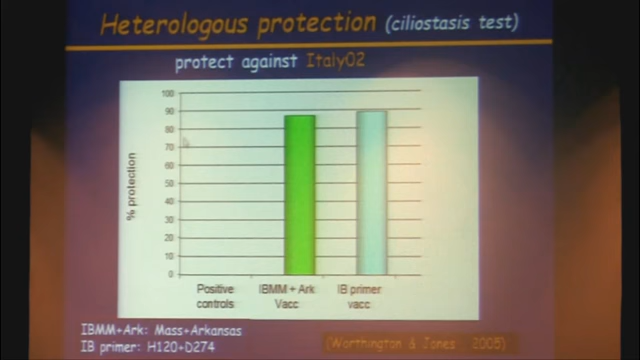 Heterologous protection (ciliostasis test)
protect against Italy02
100
90
80
70
60
50
40
30
20
10
0
% protection
Positive controls
IBMM + Ark Vacc
IB primer vacc
IBMM+Ark: Mass+Arkansas
IB primer: H120+D274
(Worthington & Jones 2005)